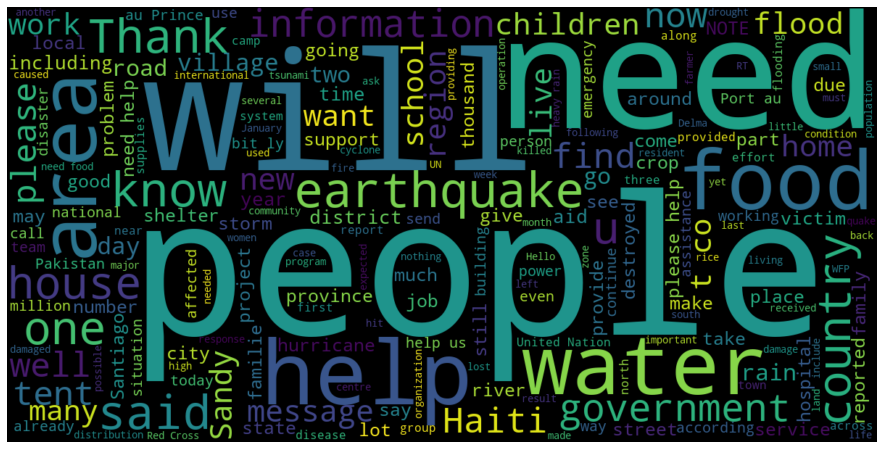 work
au Prince
use
another
information
children
now
NOTE
flood
drought
local
Thank
camp
going
along
RT
farmer
including
road
village
international
tsunami
ask
providing
operation
heavy rain
small
must
flooding
population
please
disaster
caused
problem
need help
supplies
area
will
two
time
several
system
want
support
bit ly
January
used
cyclone
school
region
thousand
live
emergency
around
Port au
due
need
person
killed
following
Delma
little
condition
provided
part
come
find
home
good
know
new
year
fire
UN
week
earthquake
go
crop
resident
effort
yet
food
may
national
shelter
district
community
send
give
month
aid
see
three
working
victim
call
near
day
storm
women
report
u
please help
t co
assistance
last
quake
back
team
Pakistan
major
house
affected
needed
project
case
program
nothing
Hello
zone
much
power
people
provide
continue
destroyed
make
rice
living
WFP
country
million
number
province
expected
job
left
even
place
received
family
one
Santiago
situation
city
high
response
first
hit
help us
still
building
United Nation
important
south
take
damage
reported
damaged
well
possible
today
familie
hurricane
centre
help
organization
lost
river
water
north
town
rain
hospital
land
include
tent
many
said
Sandy
message
say
Haiti
result
government
already
distribution
Red Cross
state
disease
lot
group
made
way
street
according
service
across
life